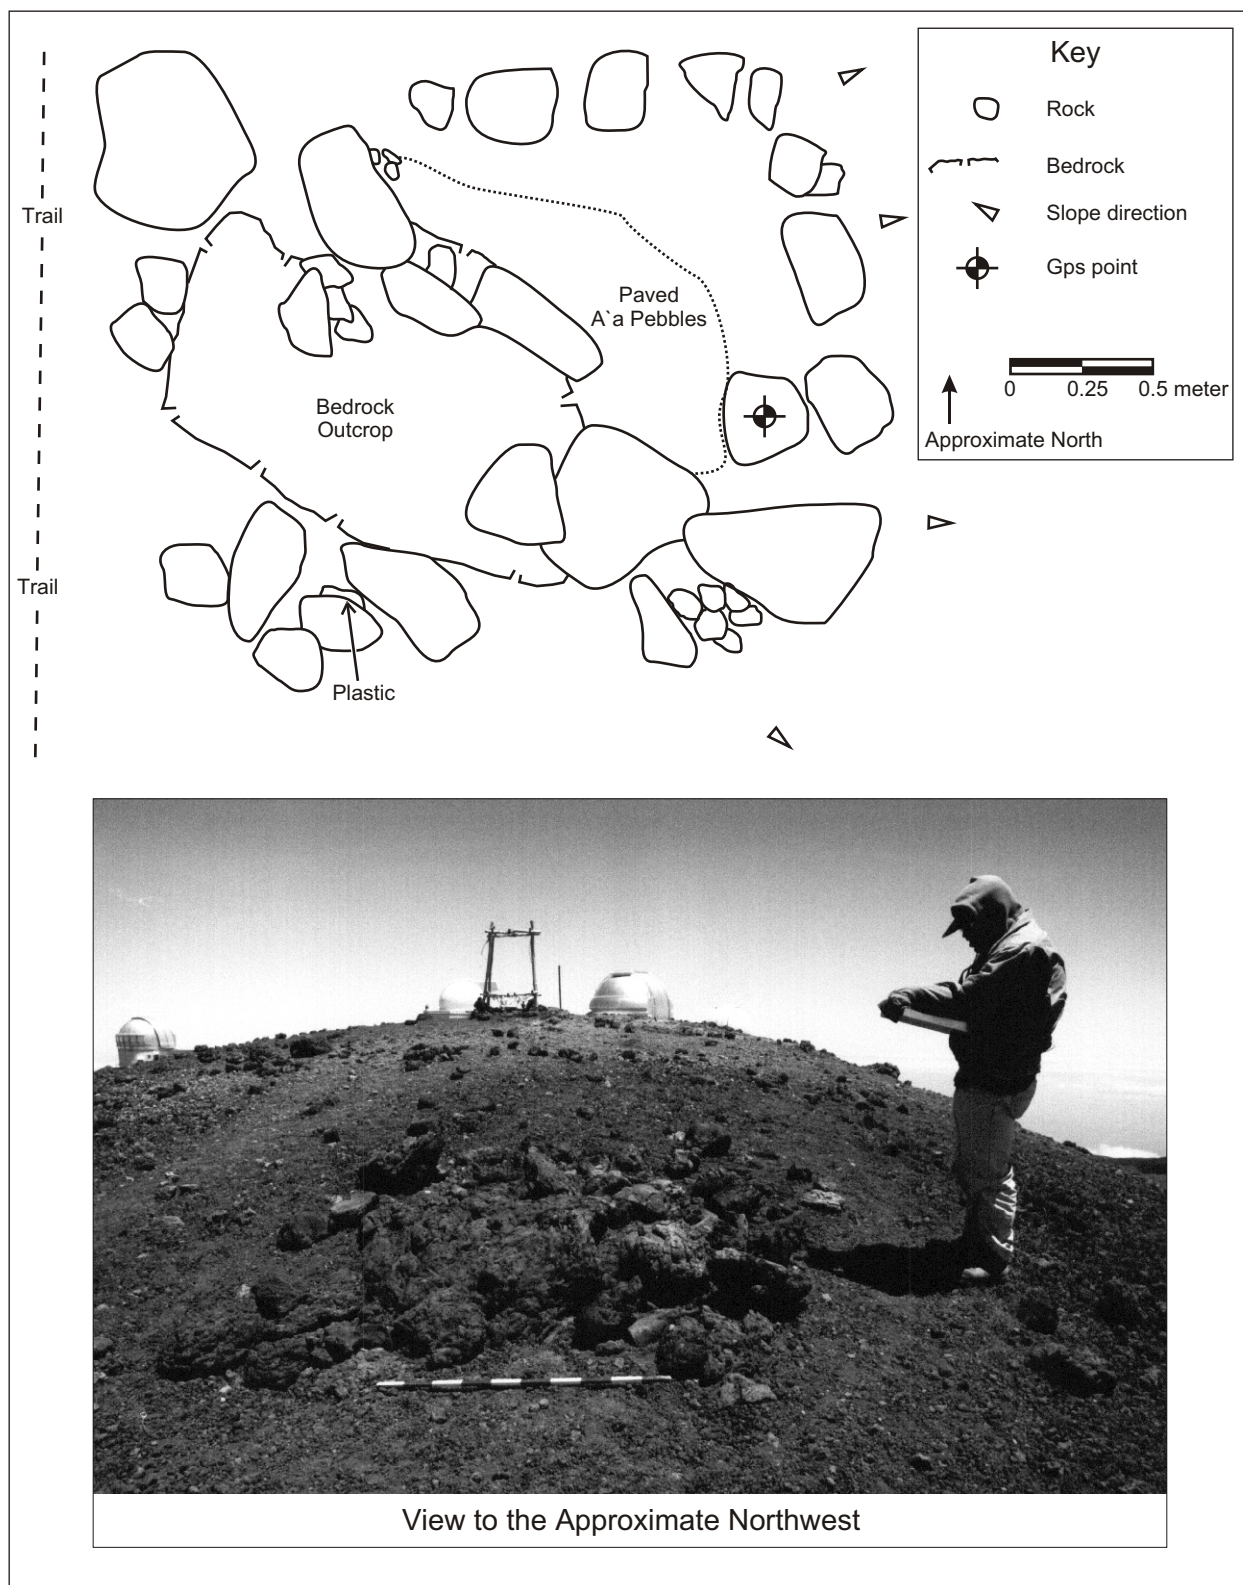 Trail
Trail
Paved
A`a Pebbles
Bedrock
Outcrop
Plastic
Key
Rock
Bedrock
Slope direction
Gps point
0 0.25 0.5 meter
Approximate North
View to the Approximate Northwest